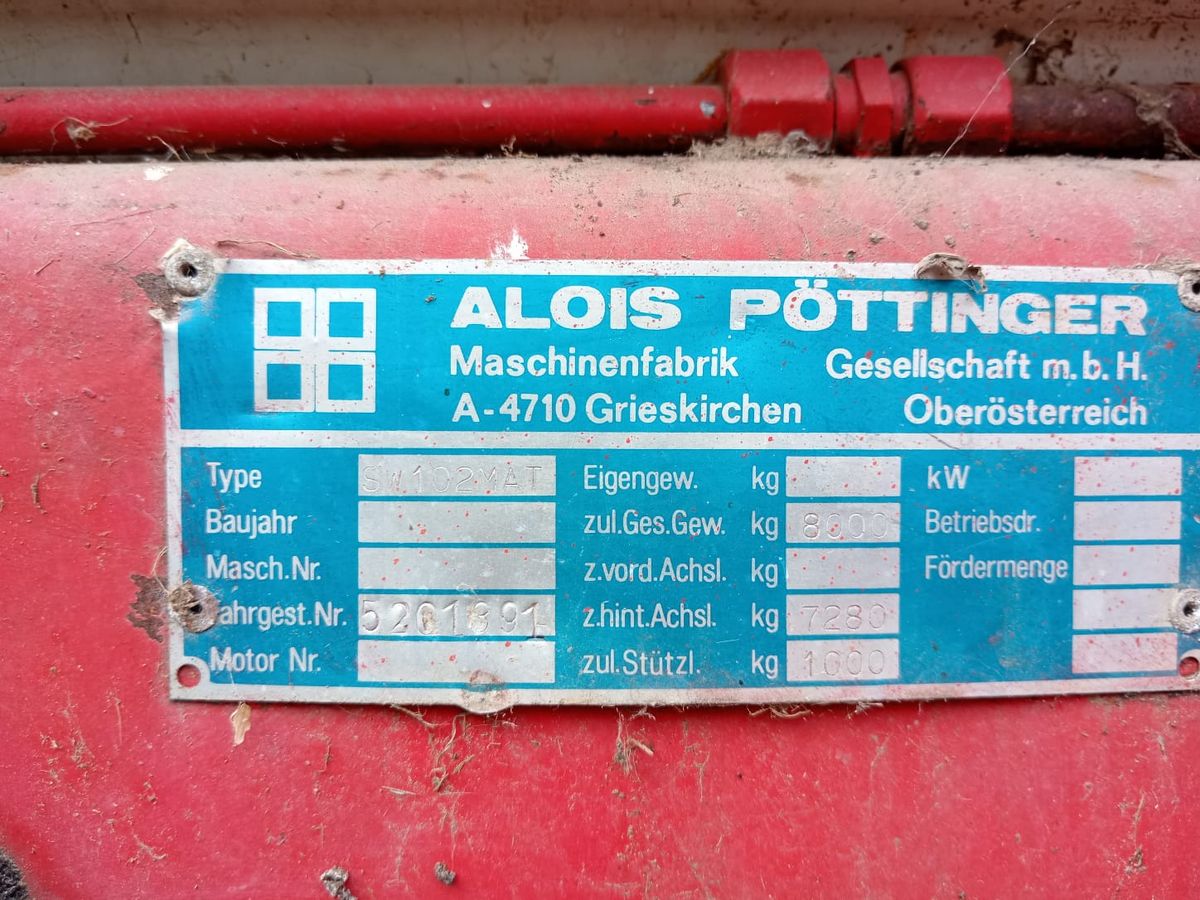 ALOIS PÖTTINGER
Maschinenfabrik Gesellschaft m.b.H.
A-4710 Grieskirchen Oberösterreich
Type SW102MAT Eigengew. kg kW
Baujahr zul.Ges.Gew. kg 8000 Betriebsdr.
Masch.Nr. z.vord.Achsl. kg Fördermenge
ahrgest.Nr. z.hint.Achsl. kg 7280
Motor Nr. zul.Stützl. kg 1000